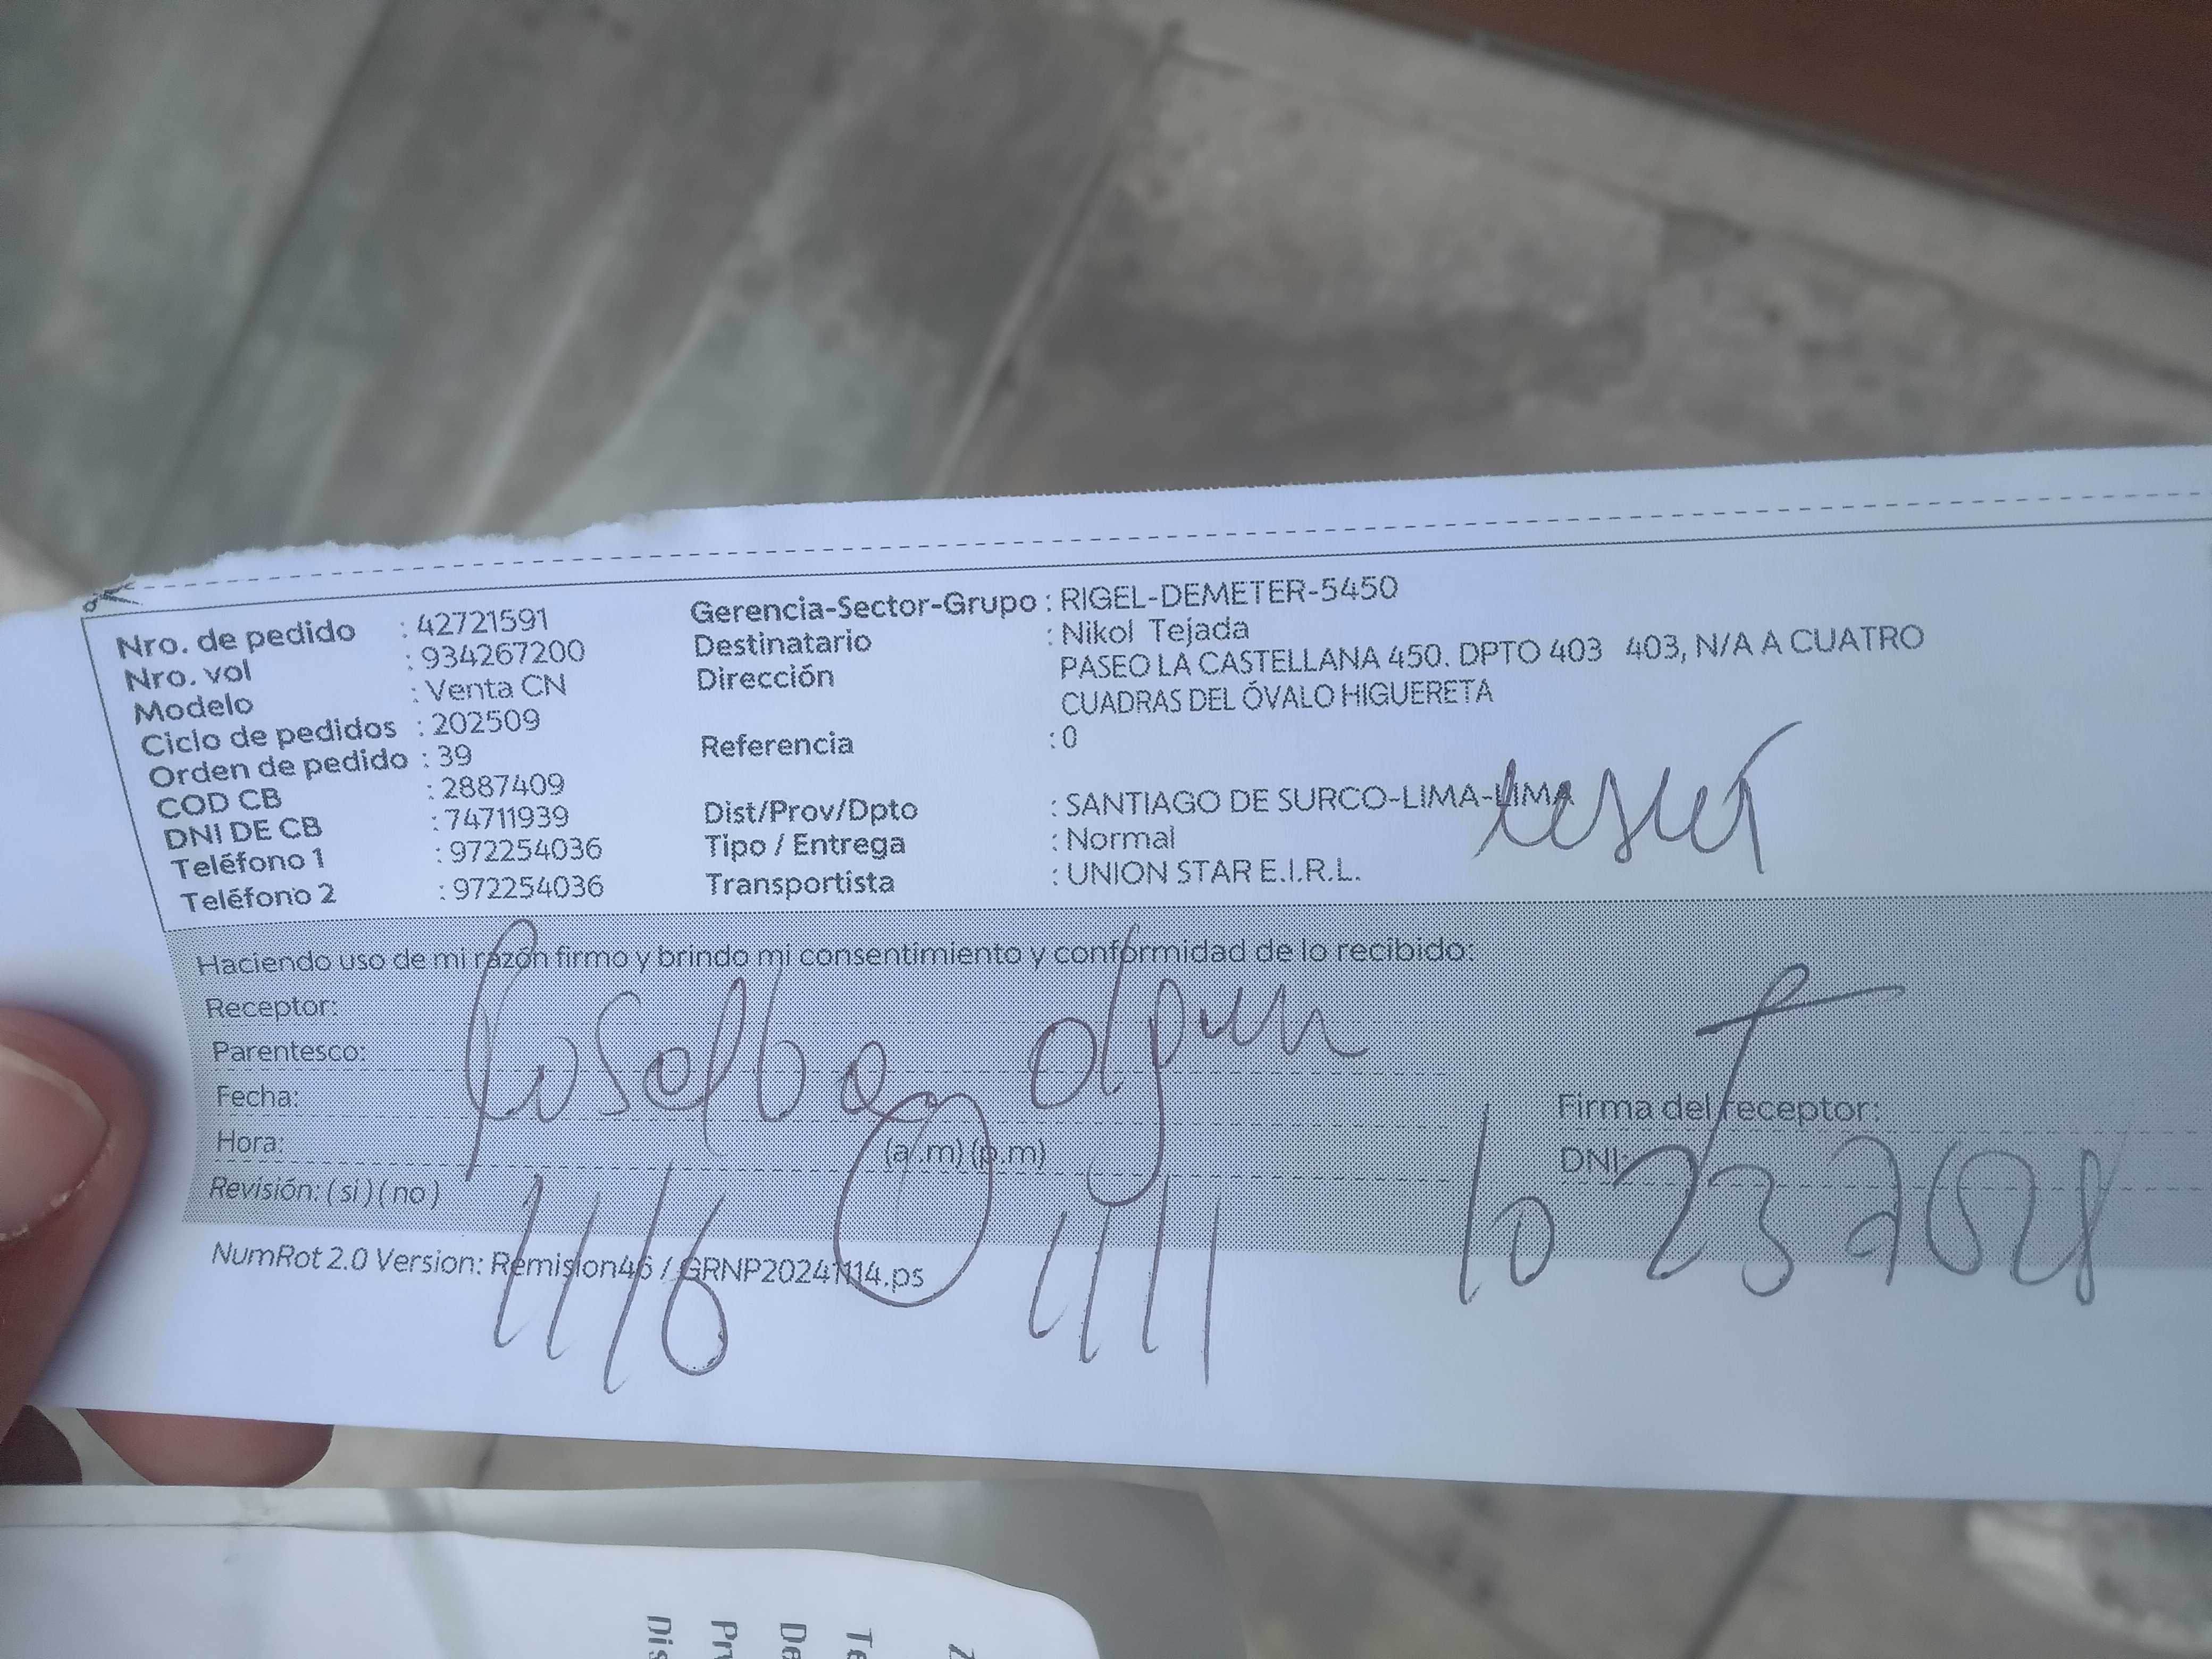 Nro. de pedido : 42721591
Nro. vol : 934267200
Modelo : Venta CN
Ciclo de pedidos : 202509
Orden de pedido : 39
COD CB : 2887409
DNI DE CB : 74711939
Teléfono 1 : 972254036
Teléfono 2 : 972254036
Gerencia-Sector-Grupo : RIGEL-DEMETER-5450
Destinatario : Nikol Tejada
Dirección PASEO LA CASTELLANA 450. DPTO 403 403, N/A A CUATRO
CUADRAS DEL ÓVALO HIGUERETA
Referencia : 0
Dist/Prov/Dpto : SANTIAGO DE SURCO-LIMA-LIMA
Tipo / Entrega : Normal
Transportista : UNION STAR E.I.R.L.
Haciendo uso de mi razón firmo y brindo mi consentimiento y conformidad de lo recibido:
Receptor:
Parentesco:
Fecha:
Hora: (a.m) (p.m)
Revisión: ( si ) ( no )
Firma del receptor:
DNI:
NumRot 2.0 Version: Remision46 / GRNP20241114.ps
Dis
Pr
De
Te